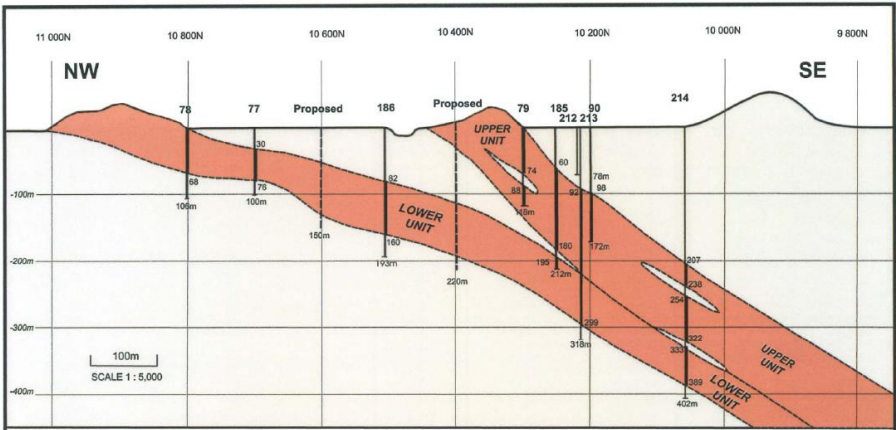 11 000N 10 800N 10 600N 10 400N 10 200N 10 000N 9 800N
NW SE
78 77 Proposed 186 Proposed 79 185 90 214
212 213
UPPER
UNIT
30
60
74
78m
68
76
82
88
92
98
-100m
106m
100m
118m
LOWER
UNIT
150m
160
193m
180
172m
195
212m
-200m
220m
207
238
254
299
318m
-300m
322
333
UPPER
UNIT
100m
SCALE 1 : 5,000
389
402m
LOWER
UNIT
-400m